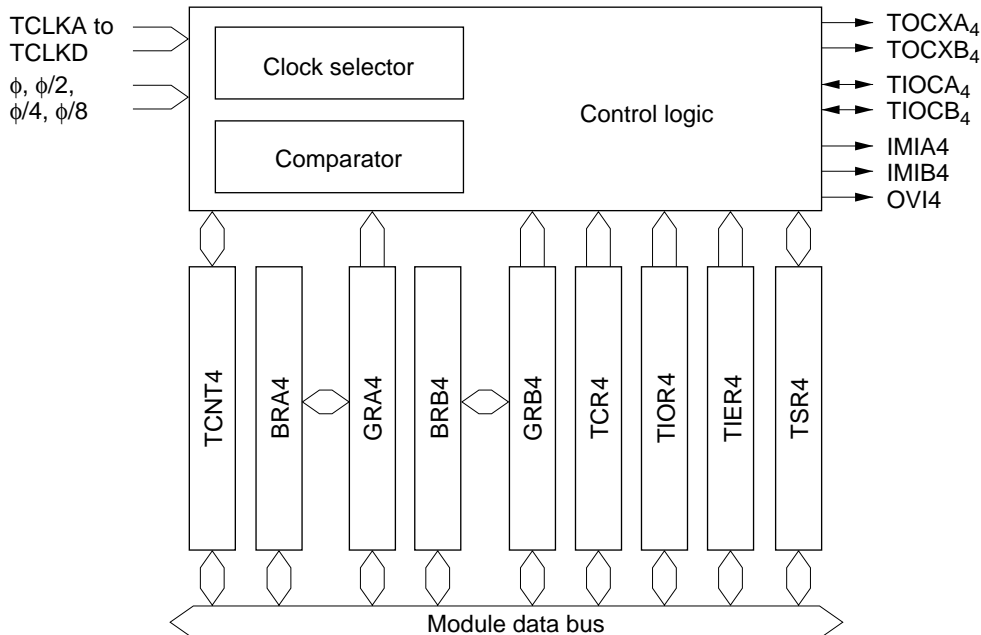 TCLKA to
TCLKD
ϕ, ϕ/2,
ϕ/4, ϕ/8
Clock selector
Comparator
Control logic
TOCXA4
TOCXB4
TIOCA4
TIOCB4
IMIA4
IMIB4
OVI4
TCNT4
BRA4
GRA4
BRB4
GRB4
TCR4
TIOR4
TIER4
TSR4
Module data bus